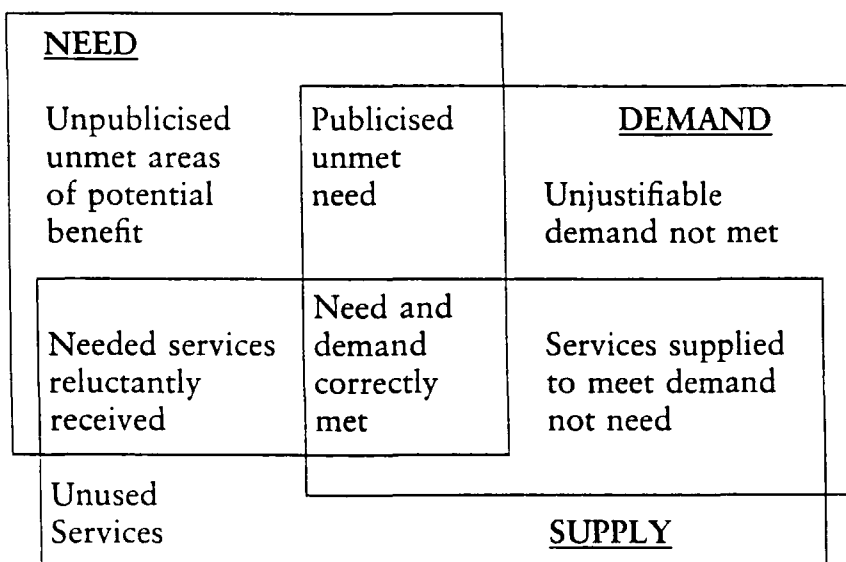 NEED
Unpublicised
unmet areas
of potential
benefit
Publicised
unmet
need
DEMAND
Unjustifiable
demand not met
Needed services
reluctantly
received
Need and
demand
correctly
met
Services supplied
to meet demand
not need
Unused
Services
SUPPLY